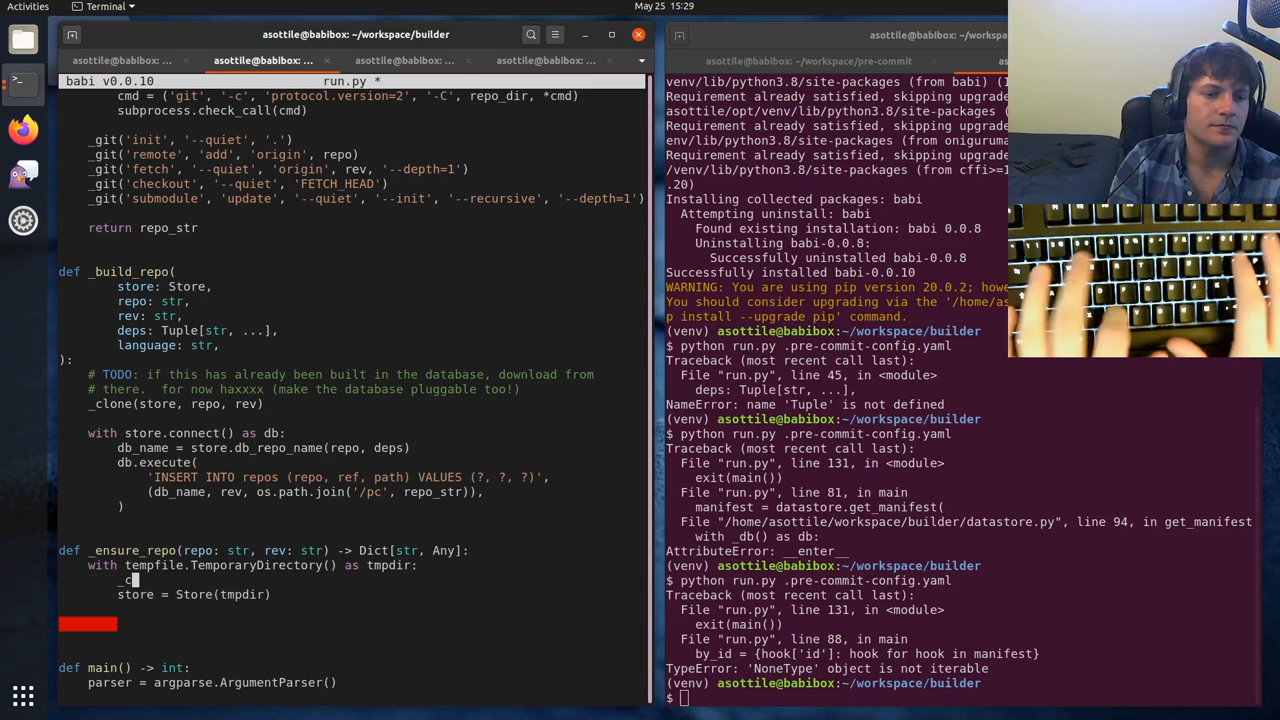 Activities
Terminal
May 25 15:29
asottile@babibox: ~/workspace/builder
asottile@babibox:
asottile@babibox: ~/workspace/builder
asottile@babibox: ...
asottile@babibox: ...
asottile@babibox: ...
asottile@babibox: ...
asottile@babibox: ~/workspace/pre-commit
babi v0.0.10 run.py *
cmd = ('git', '-c', 'protocol.version=2', '-C', repo_dir, *cmd)
subprocess.check_call(cmd)
_git('init', '--quiet', '.')
_git('remote', 'add', 'origin', repo)
_git('fetch', '--quiet', 'origin', rev, '--depth=1')
_git('checkout', '--quiet', 'FETCH_HEAD')
_git('submodule', 'update', '--quiet', '--init', '--recursive', '--depth=1')
return repo_str
def _build_repo(
store: Store,
repo: str,
rev: str,
deps: Tuple[str, ...],
language: str,
):
# TODO: if this has already been built in the database, download from
# there.  for now haxxxx (make the database pluggable too!)
_clone(store, repo, rev)
with store.connect() as db:
db_name = store.db_repo_name(repo, deps)
db.execute(
'INSERT INTO repos (repo, ref, path) VALUES (?, ?, ?)',
(db_name, rev, os.path.join('/pc', repo_str)),
)
def _ensure_repo(repo: str, rev: str) -> Dict[str, Any]:
with tempfile.TemporaryDirectory() as tmpdir:
_c
store = Store(tmpdir)
def main() -> int:
parser = argparse.ArgumentParser()
venv/lib/python3.8/site-packages (from babi) (1
Requirement already satisfied, skipping upgrade
asottile/opt/venv/lib/python3.8/site-packages (
Requirement already satisfied, skipping upgrade
env/lib/python3.8/site-packages (from onigurum
Requirement already satisfied, skipping upgrade
env/lib/python3.8/site-packages (from cffi>=1
.20)
Installing collected packages: babi
Attempting uninstall: babi
Found existing installation: babi 0.0.8
Uninstalling babi-0.0.8:
Successfully uninstalled babi-0.0.8
Successfully installed babi-0.0.10
WARNING: You are using pip version 20.0.2; howe
You should consider upgrading via the '/home/as
p install --upgrade pip' command.
(venv) asottile@babibox:~/workspace/builder
$ python run.py .pre-commit-config.yaml
Traceback (most recent call last):
File "run.py", line 45, in <module>
deps: Tuple[str, ...],
NameError: name 'Tuple' is not defined
(venv) asottile@babibox:~/workspace/builder
$ python run.py .pre-commit-config.yaml
Traceback (most recent call last):
File "run.py", line 131, in <module>
exit(main())
File "run.py", line 81, in main
manifest = datastore.get_manifest(
File "/home/asottile/workspace/builder/datastore.py", line 94, in get_manifest
with _db() as db:
AttributeError: __enter__
(venv) asottile@babibox:~/workspace/builder
$ python run.py .pre-commit-config.yaml
Traceback (most recent call last):
File "run.py", line 131, in <module>
exit(main())
File "run.py", line 88, in main
by_id = {hook['id']: hook for hook in manifest}
TypeError: 'NoneType' object is not iterable
(venv) asottile@babibox:~/workspace/builder
$